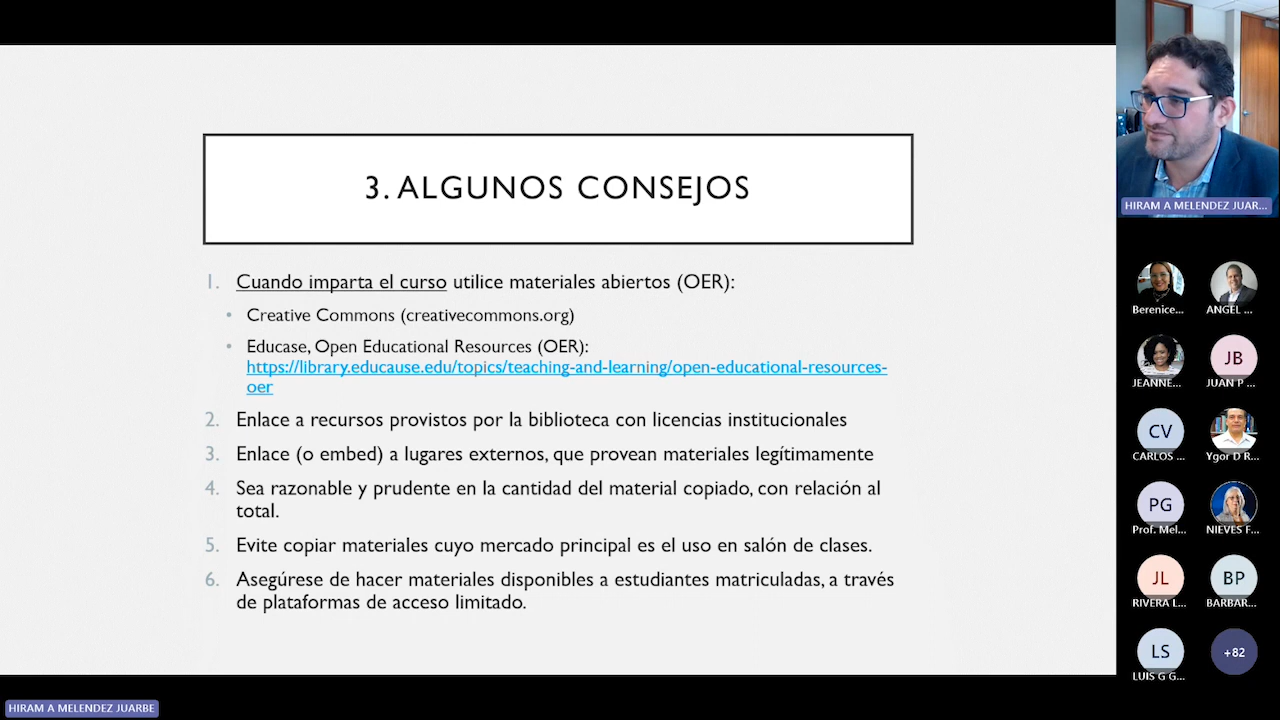 3. ALGUNOS CONSEJOS
1. Cuando imparta el curso utilice materiales abiertos (OER):
• Creative Commons (creativecommons.org)
• Educase, Open Educational Resources (OER):
https://library.educause.edu/topics/teaching-and-learning/open-educational-resources-
oer
2. Enlace a recursos provistos por la biblioteca con licencias institucionales
3. Enlace (o embed) a lugares externos, que provean materiales legítimamente
4. Sea razonable y prudente en la cantidad del material copiado, con relación al
total.
5. Evite copiar materiales cuyo mercado principal es el uso en salón de clases.
6. Asegúrese de hacer materiales disponibles a estudiantes matriculadas, a través
de plataformas de acceso limitado.
HIRAM A MELENDEZ JUAR...
Berenice... ANGEL ...
JB
JEANNE... JUAN P ...
CV
CARLOS ... Ygor D R...
PG
Prof. Mel... NIEVES F...
JL BP
RIVERA L... BARBAR...
LS +82
LUIS G G...
HIRAM A MELENDEZ JUARBE